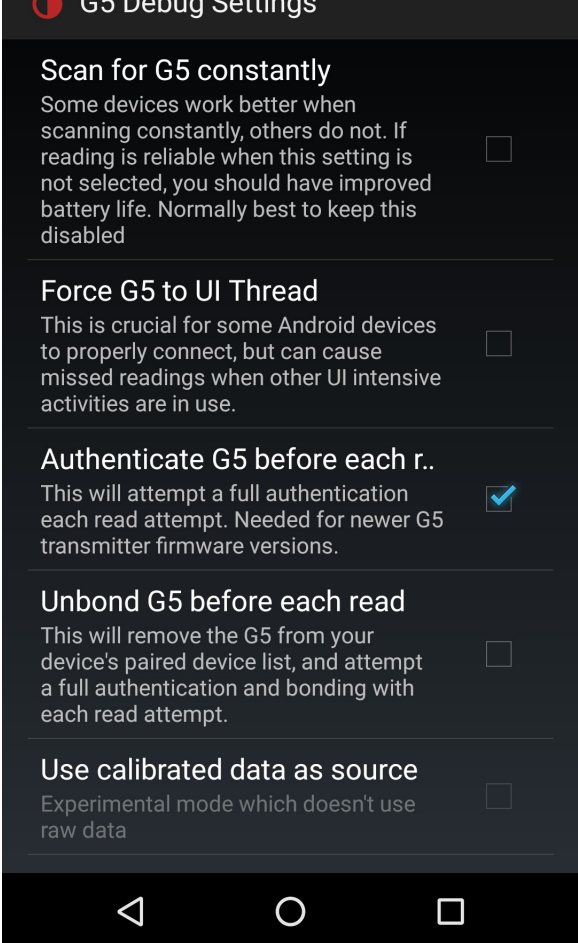 G5 Debug Settings
Scan for G5 constantly
Some devices work better when
scanning constantly, others do not. If
reading is reliable when this setting is
not selected, you should have improved
battery life. Normally best to keep this
disabled
Force G5 to UI Thread
This is crucial for some Android devices
to properly connect, but can cause
missed readings when other UI intensive
activities are in use.
Authenticate G5 before each r..
This will attempt a full authentication
each read attempt. Needed for newer G5
transmitter firmware versions.
Unbond G5 before each read
This will remove the G5 from your
device's paired device list, and attempt
a full authentication and bonding with
each read attempt.
Use calibrated data as source
Experimental mode which doesn't use
raw data